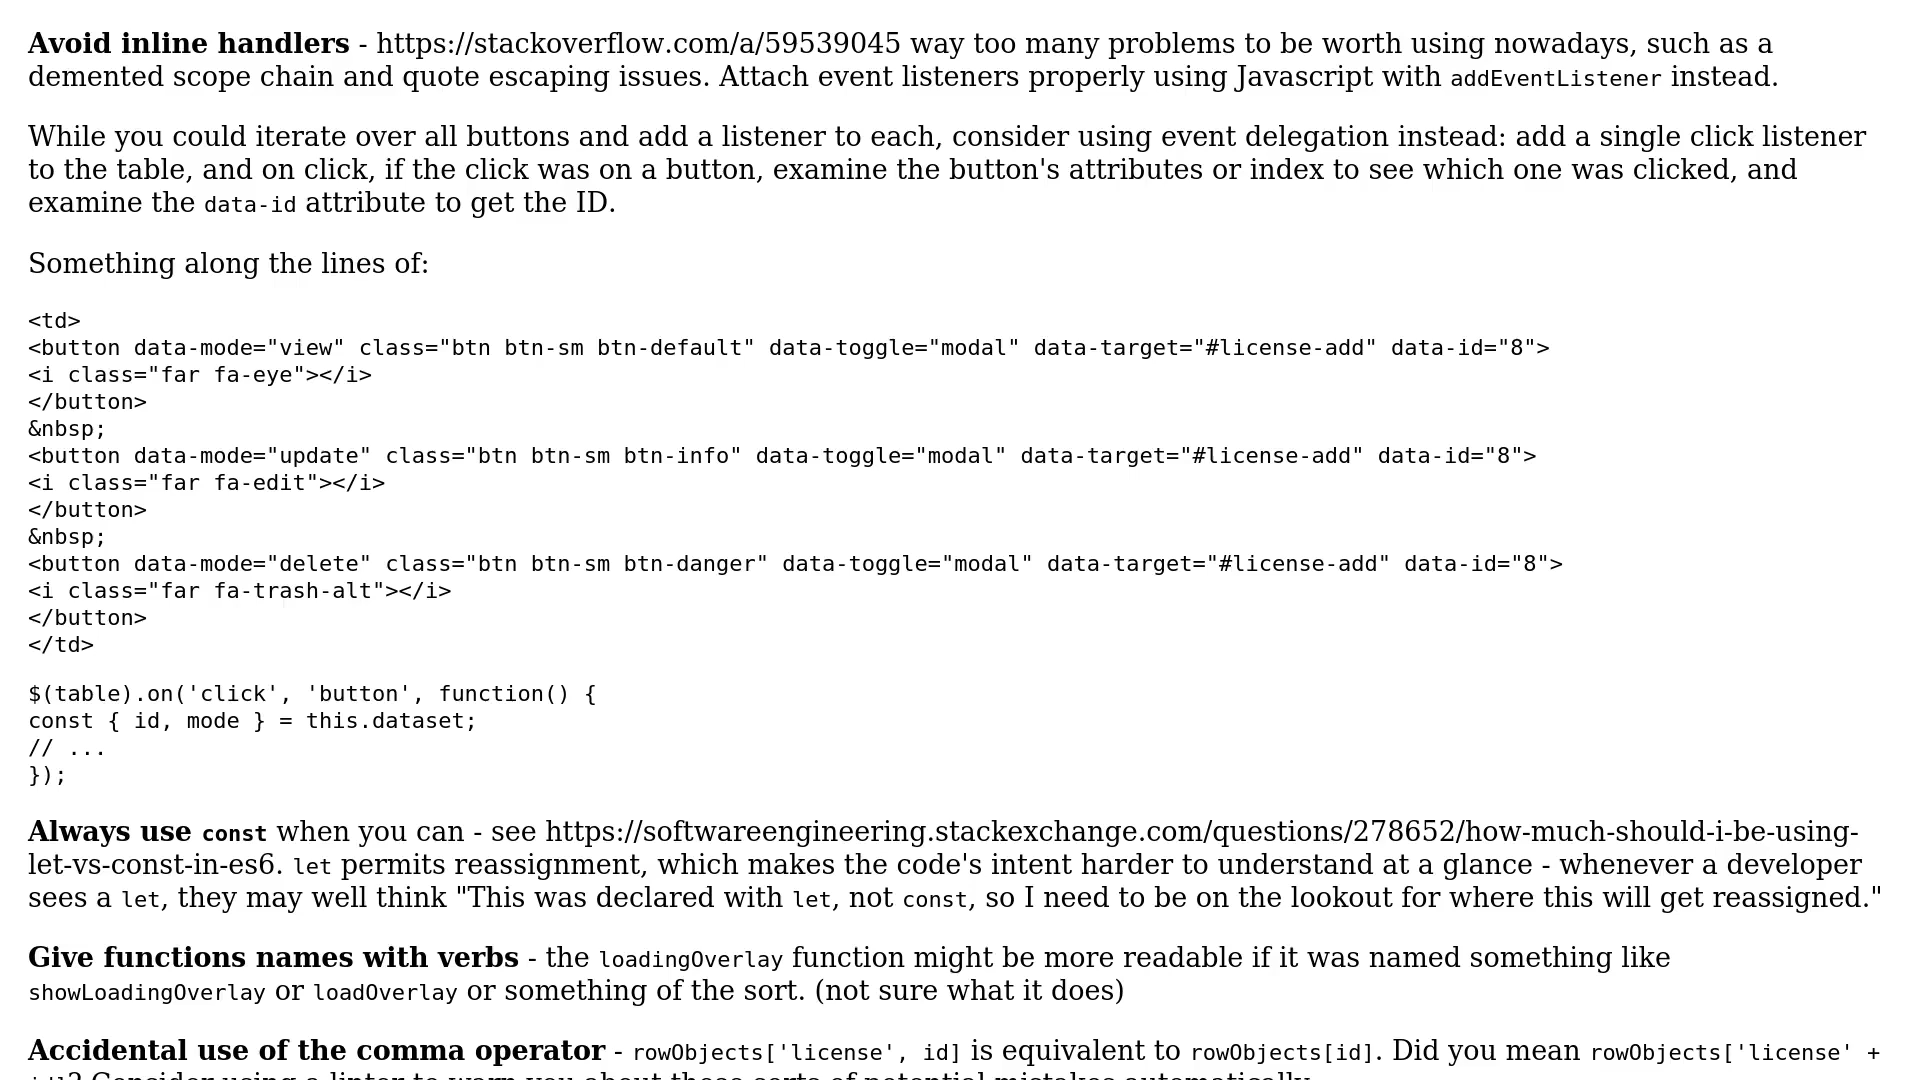 Avoid inline handlers - https://stackoverflow.com/a/59539045 way too many problems to be worth using nowadays, such as a
demented scope chain and quote escaping issues. Attach event listeners properly using Javascript with addEventListener instead.
While you could iterate over all buttons and add a listener to each, consider using event delegation instead: add a single click listener
to the table, and on click, if the click was on a button, examine the button's attributes or index to see which one was clicked, and
examine the data-id attribute to get the ID.
Something along the lines of:
<td>
<button data-mode="view" class="btn btn-sm btn-default" data-toggle="modal" data-target="#license-add" data-id="8">
<i class="far fa-eye"></i>
</button>
&nbsp;
<button data-mode="update" class="btn btn-sm btn-info" data-toggle="modal" data-target="#license-add" data-id="8">
<i class="far fa-edit"></i>
</button>
&nbsp;
<button data-mode="delete" class="btn btn-sm btn-danger" data-toggle="modal" data-target="#license-add" data-id="8">
<i class="far fa-trash-alt"></i>
</button>
</td>
$(table).on('click', 'button', function() {
const { id, mode } = this.dataset;
// ...
});
Always use const when you can - see https://softwareengineering.stackexchange.com/questions/278652/how-much-should-i-be-using-
let-vs-const-in-es6. let permits reassignment, which makes the code's intent harder to understand at a glance - whenever a developer
sees a let, they may well think "This was declared with let, not const, so I need to be on the lookout for where this will get reassigned."
Give functions names with verbs - the loadingOverlay function might be more readable if it was named something like
showLoadingOverlay or loadOverlay or something of the sort. (not sure what it does)
Accidental use of the comma operator - rowObjects['license', id] is equivalent to rowObjects[id]. Did you mean rowObjects['license' +
id]? Consider using a linter to warn you about these sorts of potential mistakes automatically.